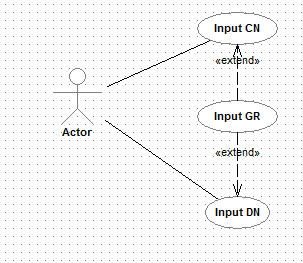 Input CN
«extend»
Input GR
Actor
«extend»
Input DN